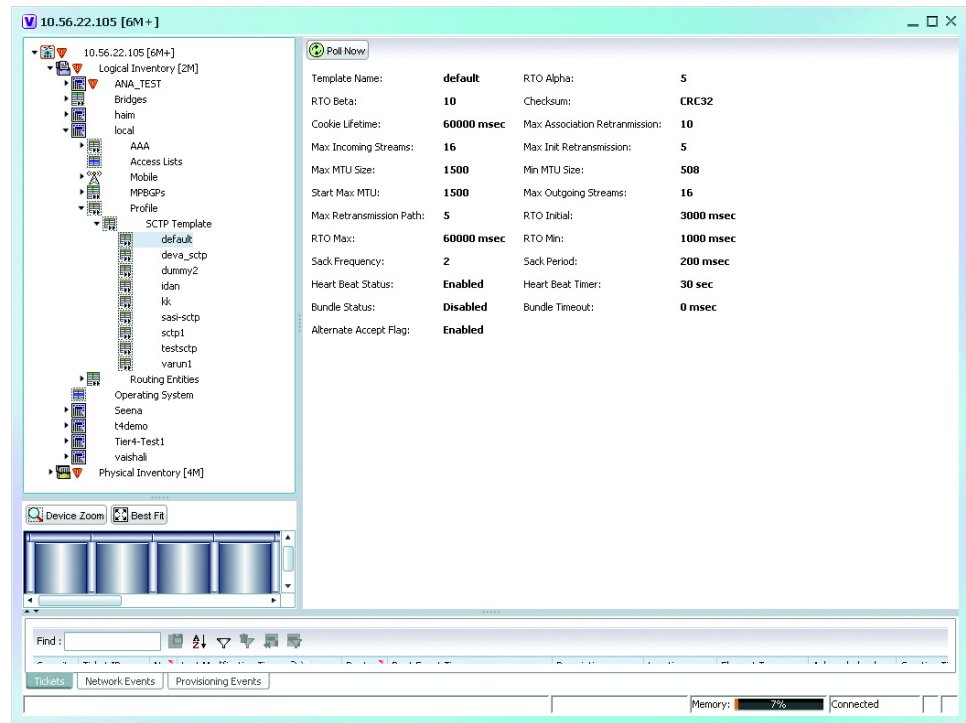 10.56.22.105 [6M+]
10.56.22.105 [6M+]
Logical Inventory [2M]
ANA_TEST
Bridges
haim
local
AAA
Access Lists
Mobile
MPBGPs
Profile
SCTP Template
default
deva_sctp
dummy2
idan
kk
sasi-sctp
sctp1
testsctp
varun1
Routing Entities
Operating System
Seena
t4demo
Tier4-Test1
vaishali
Physical Inventory [4M]
Device Zoom Best Fit
Poll Now
Template Name: default RTO Alpha: 5
RTO Beta: 10 Checksum: CRC32
Cookie Lifetime: 60000 msec Max Association Retranmission: 10
Max Incoming Streams: 16 Max Init Retransmission: 5
Max MTU Size: 1500 Min MTU Size: 508
Start Max MTU: 1500 Max Outgoing Streams: 16
Max Retransmission Path: 5 RTO Initial: 3000 msec
RTO Max: 60000 msec RTO Min: 1000 msec
Sack Frequency: 2 Sack Period: 200 msec
Heart Beat Status: Enabled Heart Beat Timer: 30 sec
Bundle Status: Disabled Bundle Timeout: 0 msec
Alternate Accept Flag: Enabled
Find :
Tickets Network Events Provisioning Events
Memory: 7% Connected